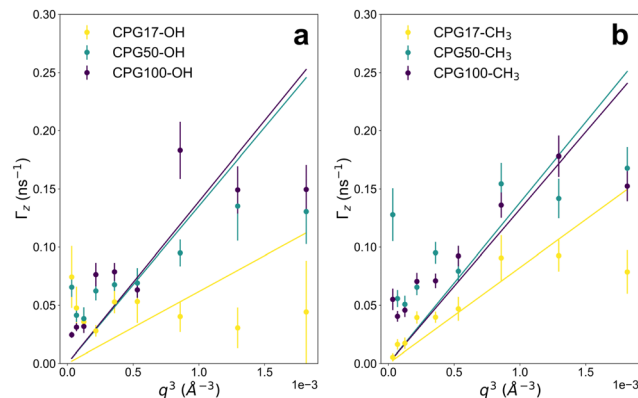 a
CPG17-OH
CPG50-OH
CPG100-OH
0.30
0.25
0.20
0.15
0.10
0.05
0.00
Γz (ns⁻¹)
0.0 0.5 1.0 1.5
1e−3
q³ (Å⁻³)
b
CPG17-CH₃
CPG50-CH₃
CPG100-CH₃
0.30
0.25
0.20
0.15
0.10
0.05
0.00
Γz (ns⁻¹)
0.0 0.5 1.0 1.5
1e−3
q³ (Å⁻³)